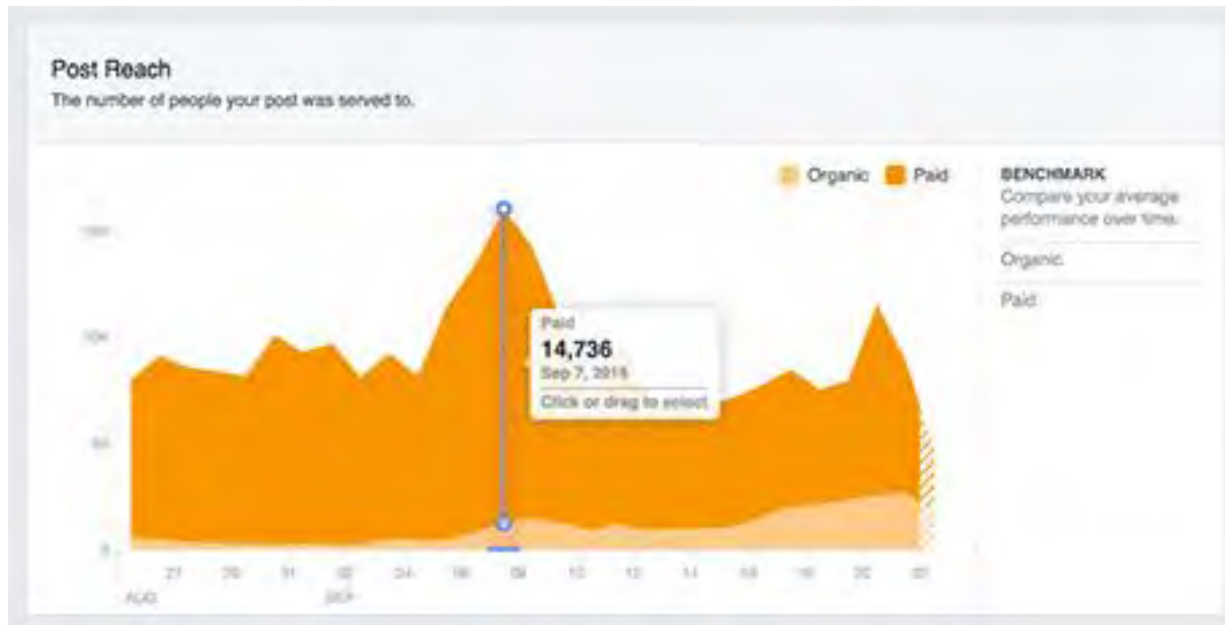 Post Reach
The number of people your post was served to.
Organic Paid
BENCHMARK
Compare your average
performance over time.
Organic
Paid
Paid
14,736
Sep 7, 2016
Click or drag to select
0
27 29 31 02 04 06 08 10 12 14 16 18 20 22
AUG SEP